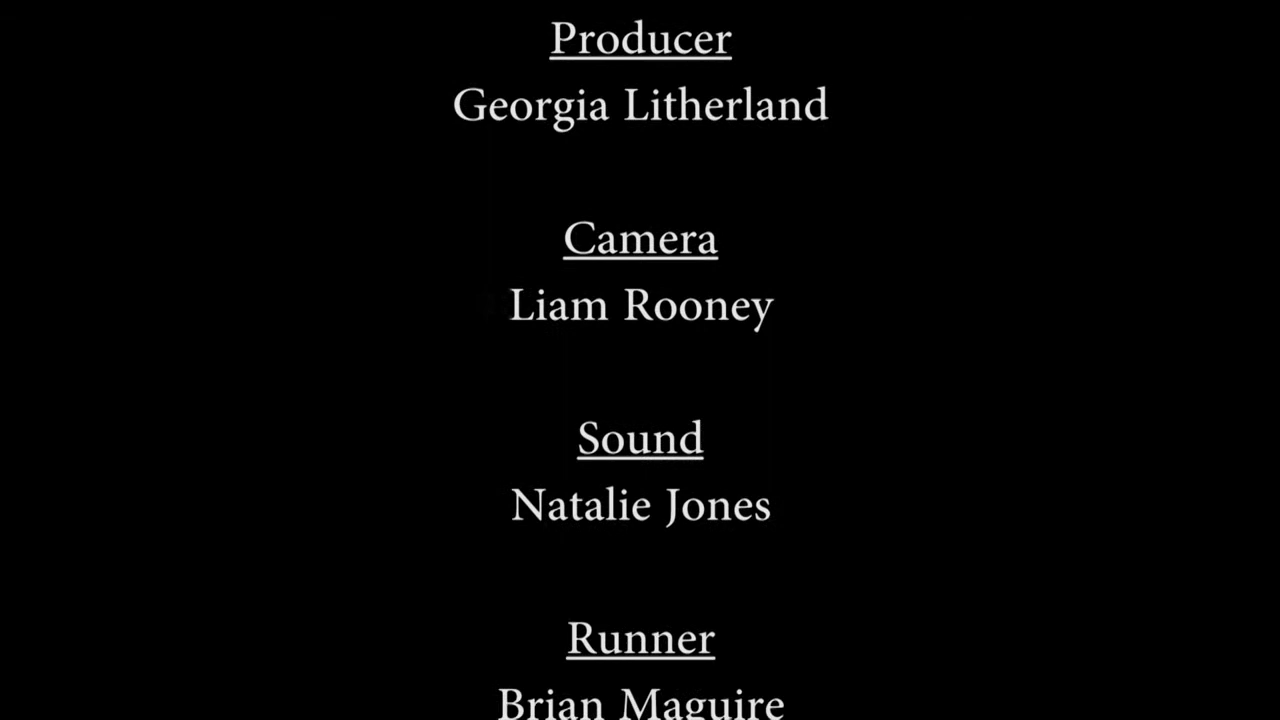 Producer
Georgia Litherland
Camera
Liam Rooney
Sound
Natalie Jones
Runner
Brian Maguire